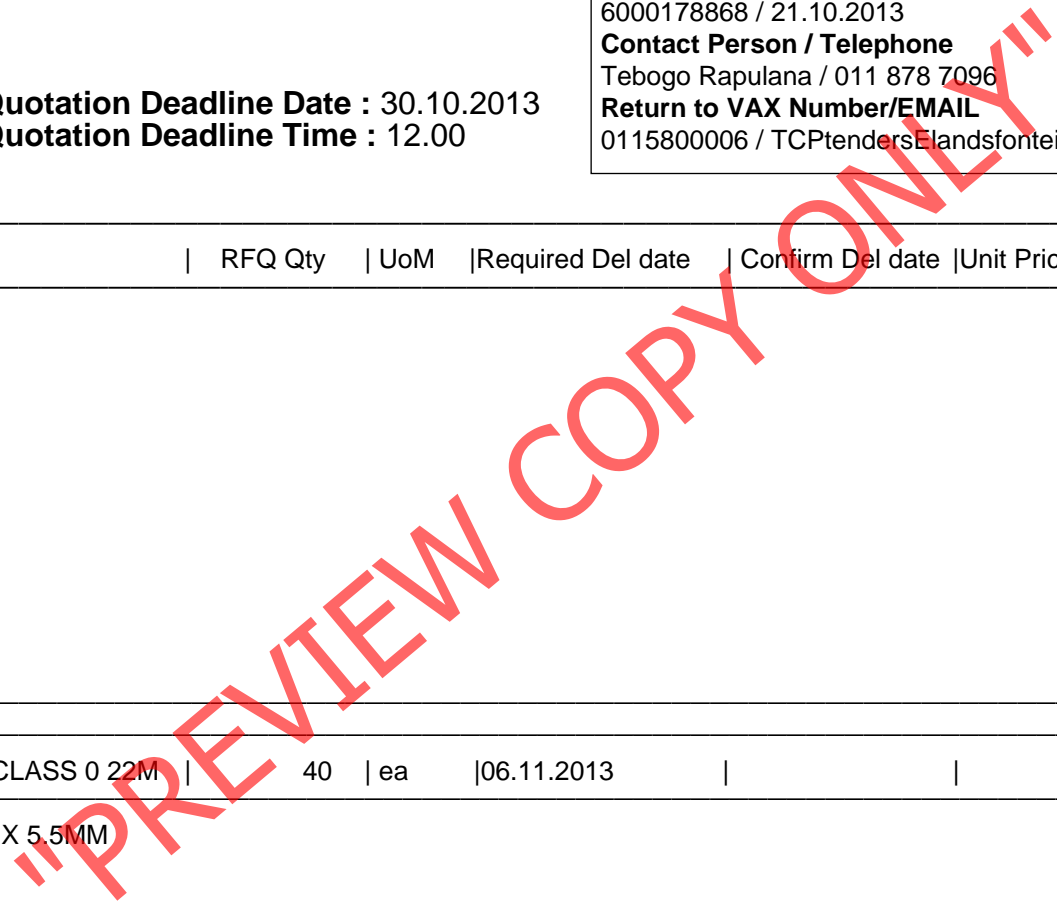 6000178868 / 21.10.2013
Contact Person / Telephone
Tebogo Rapulana / 011 878 7096
Quotation Deadline Date : 30.10.2013
Return to VAX Number/EMAIL
Quotation Deadline Time : 12.00
0115800006 / TCPtendersElandsfontei
| RFQ Qty | UoM |Required Del date | Confirm Del date |Unit Pric
CLASS 0 22M | 40 | ea |06.11.2013 | |
X 5.5MM
"PREVIEW COPY ONLY"